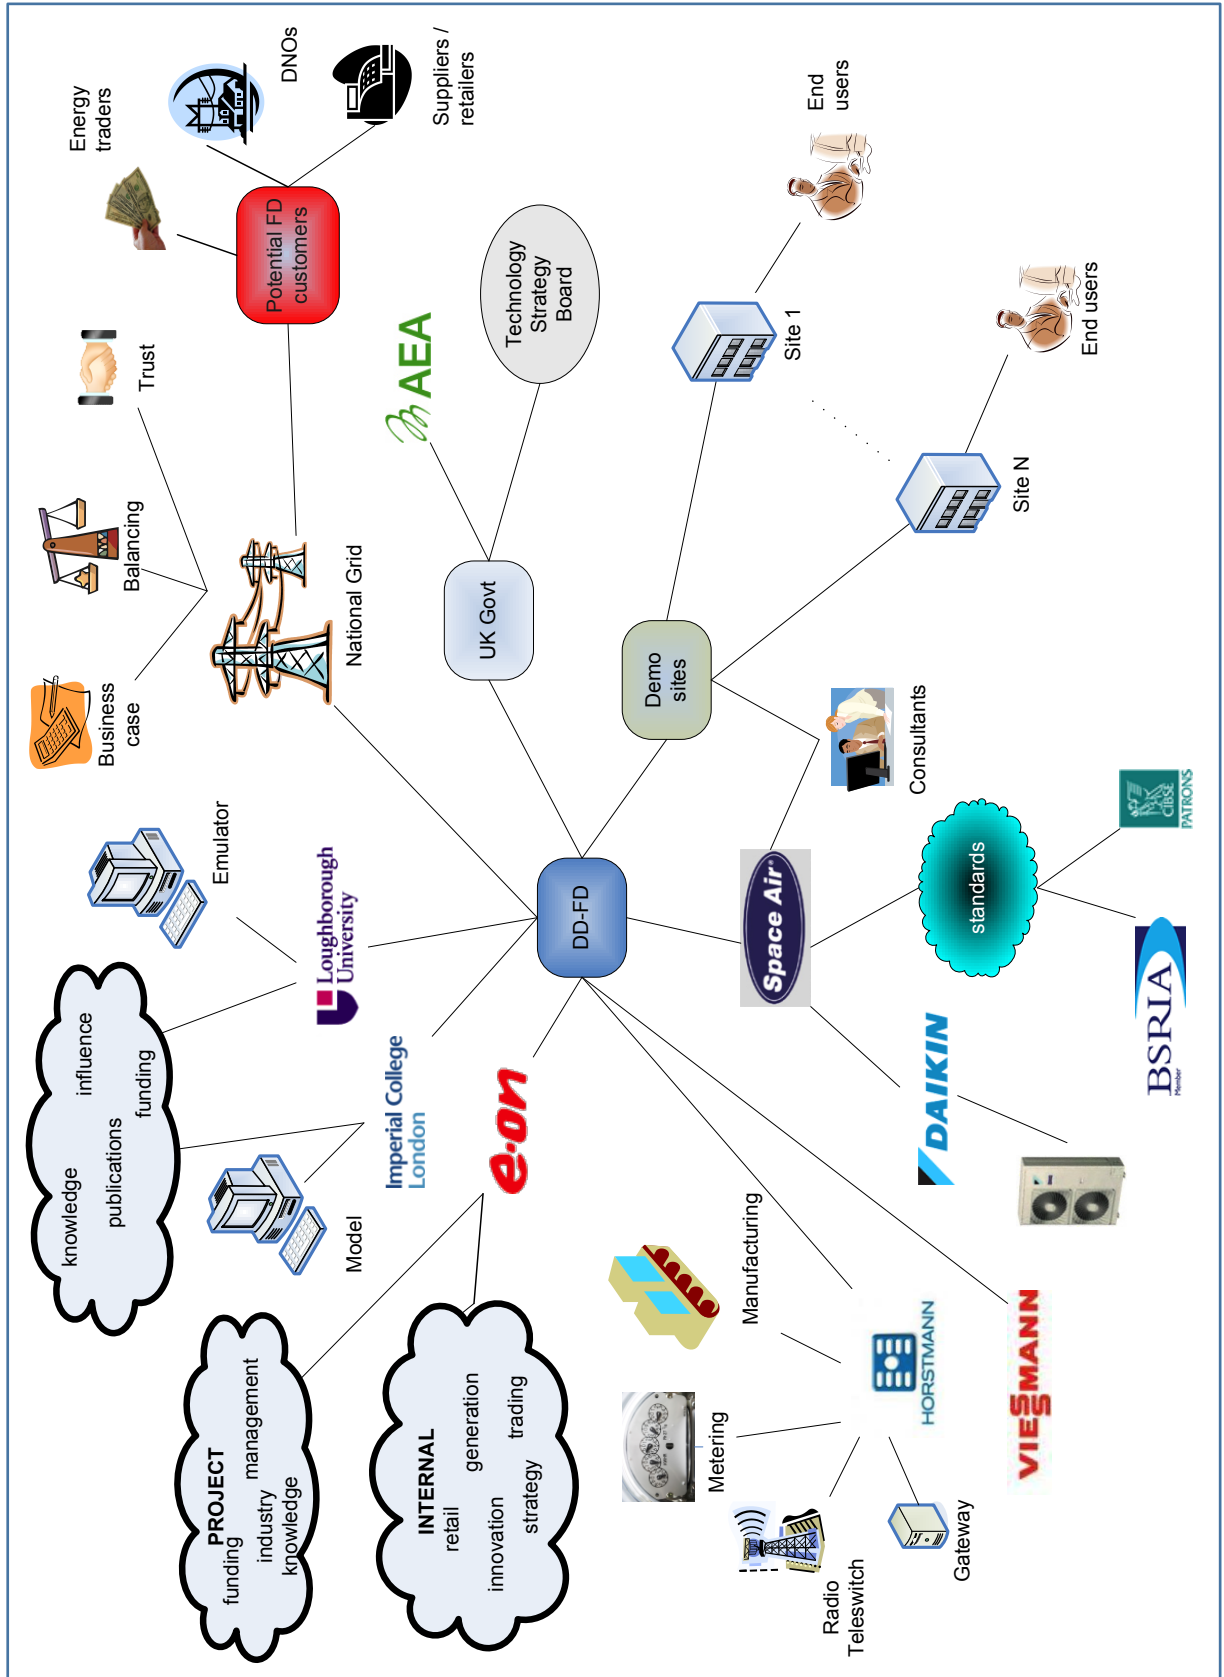 PROJECT
funding
management
industry
knowledge
INTERNAL
retail
generation
innovation
trading
strategy
knowledge
influence
publications
funding
Model
Emulator
Imperial College
London
Loughborough
University
e·on
Business
case
Balancing
Trust
National Grid
Energy
traders
DNOs
Suppliers /
retailers
Potential FD
customers
AEA
Technology
Strategy
Board
UK Govt
DD-FD
Demo
sites
Site 1
End
users
Site N
End users
Consultants
Space Air®
standards
CIBSE
PATRONS
BSRIA
Member
DAIKIN
Manufacturing
Metering
Radio
Teleswitch
Gateway
HORSTMANN
VIESSMANN